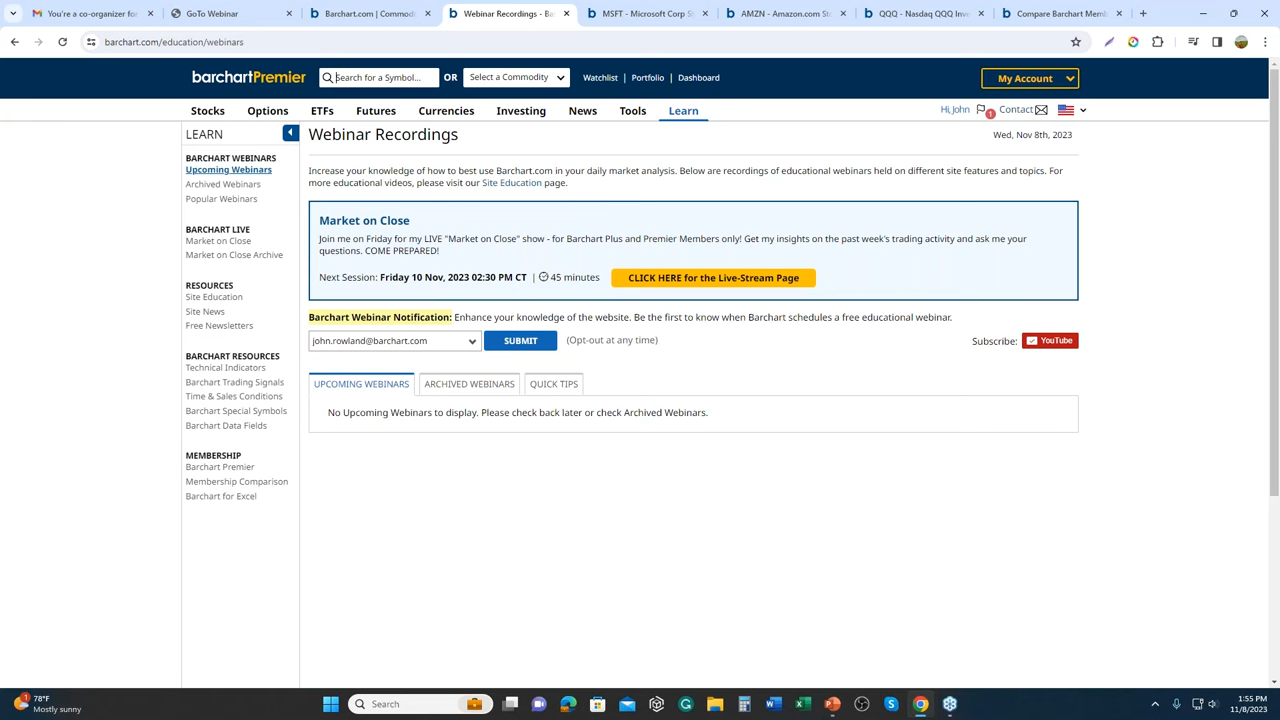 You're a co-organizer for
GoTo Webinar
Barchart.com | Commod
Webinar Recordings - Ba
MSFT - Microsoft Corp S
AMZN - Amazon.com St
QQQ - Nasdaq QQQ Inv
Compare Barchart Mem
barchart.com/education/webinars
barchartPremier
Search for a Symbol...
OR
Select a Commodity
Watchlist | Portfolio | Dashboard
My Account
Stocks Options ETFs Futures Currencies Investing News Tools Learn
Hi, John
1
Contact
LEARN
BARCHART WEBINARS
Upcoming Webinars
Archived Webinars
Popular Webinars
BARCHART LIVE
Market on Close
Market on Close Archive
RESOURCES
Site Education
Site News
Free Newsletters
BARCHART RESOURCES
Technical Indicators
Barchart Trading Signals
Time & Sales Conditions
Barchart Special Symbols
Barchart Data Fields
MEMBERSHIP
Barchart Premier
Membership Comparison
Barchart for Excel
Webinar Recordings
Wed, Nov 8th, 2023
Increase your knowledge of how to best use Barchart.com in your daily market analysis. Below are recordings of educational webinars held on different site features and topics. For
more educational videos, please visit our Site Education page.
Market on Close
Join me on Friday for my LIVE "Market on Close" show - for Barchart Plus and Premier Members only! Get my insights on the past week's trading activity and ask me your
questions. COME PREPARED!
Next Session: Friday 10 Nov, 2023 02:30 PM CT | 45 minutes
CLICK HERE for the Live-Stream Page
Barchart Webinar Notification: Enhance your knowledge of the website. Be the first to know when Barchart schedules a free educational webinar.
john.rowland@barchart.com
SUBMIT
(Opt-out at any time)
Subscribe:
YouTube
UPCOMING WEBINARS
ARCHIVED WEBINARS
QUICK TIPS
No Upcoming Webinars to display. Please check back later or check Archived Webinars.
1
78°F
Mostly sunny
Search
1:55 PM
11/8/2023